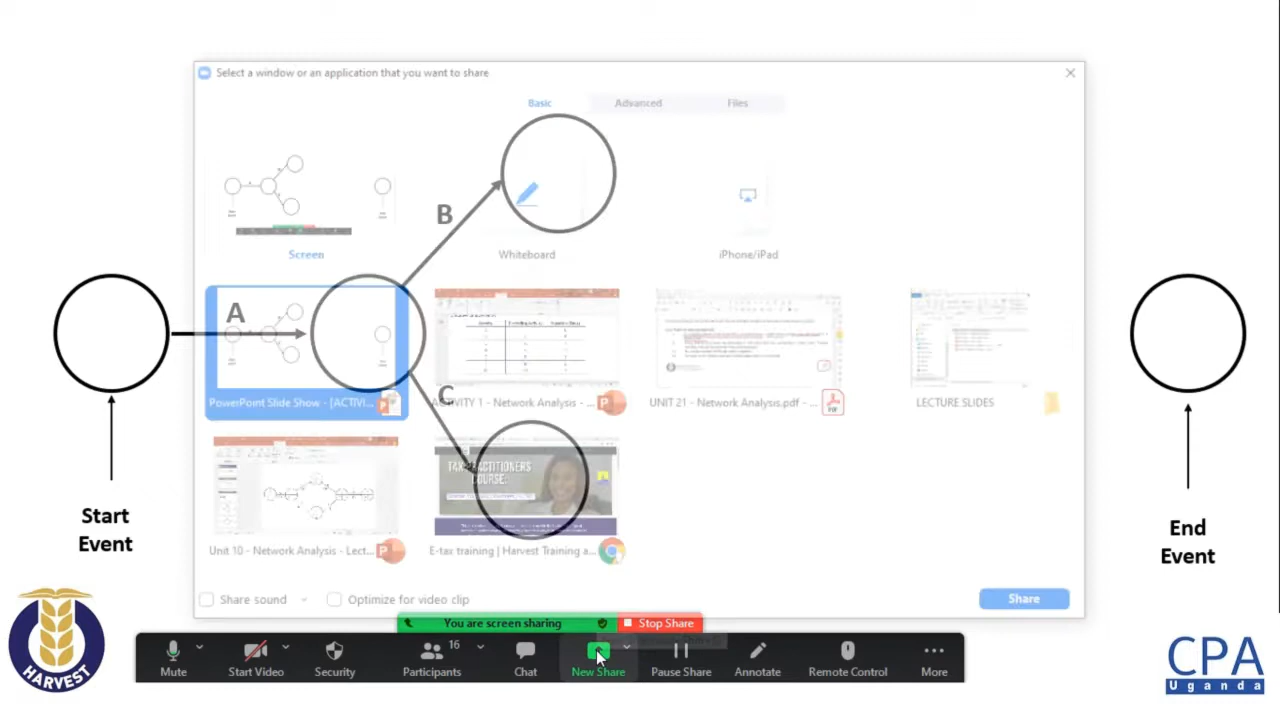 Select a window or an application that you want to share
Basic
Advanced
Files
Screen
Whiteboard
iPhone/iPad
B
A
C
PowerPoint Slide Show - [ACTIVI...
ACTIVITY 1 - Network Analysis - ...
UNIT 21 - Network Analysis.pdf - ...
PDF
LECTURE SLIDES
TAX PRACTITIONERS
COURSE:
Unit 10 - Network Analysis - Lect...
E-tax training | Harvest Training a...
Start
Event
End
Event
Share sound
Optimize for video clip
Share
You are screen sharing
Stop Share
16
Mute
Start Video
Security
Participants
Chat
New Share
Pause Share
Annotate
Remote Control
More
HARVEST
CPA
Uganda